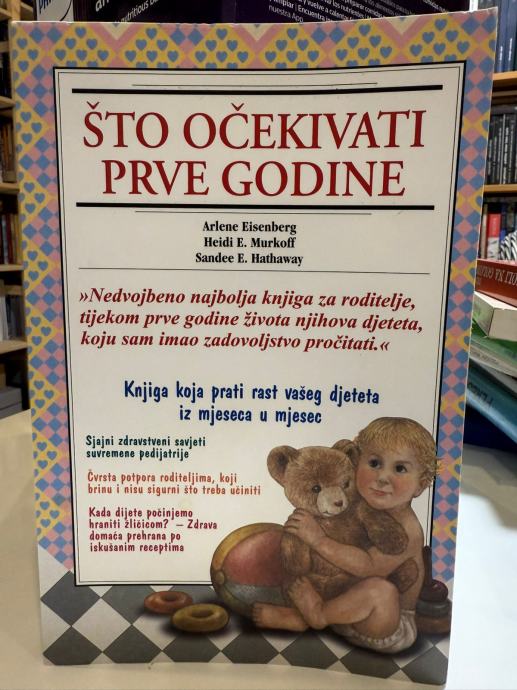 ŠTO OČEKIVATI
PRVE GODINE
Arlene Eisenberg
Heidi E. Murkoff
Sandee E. Hathaway
»Nedvojbeno najbolja knjiga za roditelje,
tijekom prve godine života njihova djeteta,
koju sam imao zadovoljstvo pročitati.«
Knjiga koja prati rast vašeg djeteta
iz mjeseca u mjesec
Sjajni zdravstveni savjeti
suvremene pedijatrije
Čvrsta potpora roditeljima, koji
brinu i nisu sigurni što treba učiniti
Kada dijete počinjemo
hraniti žličicom? – Zdrava
domaća prehrana po
iskušanim receptima